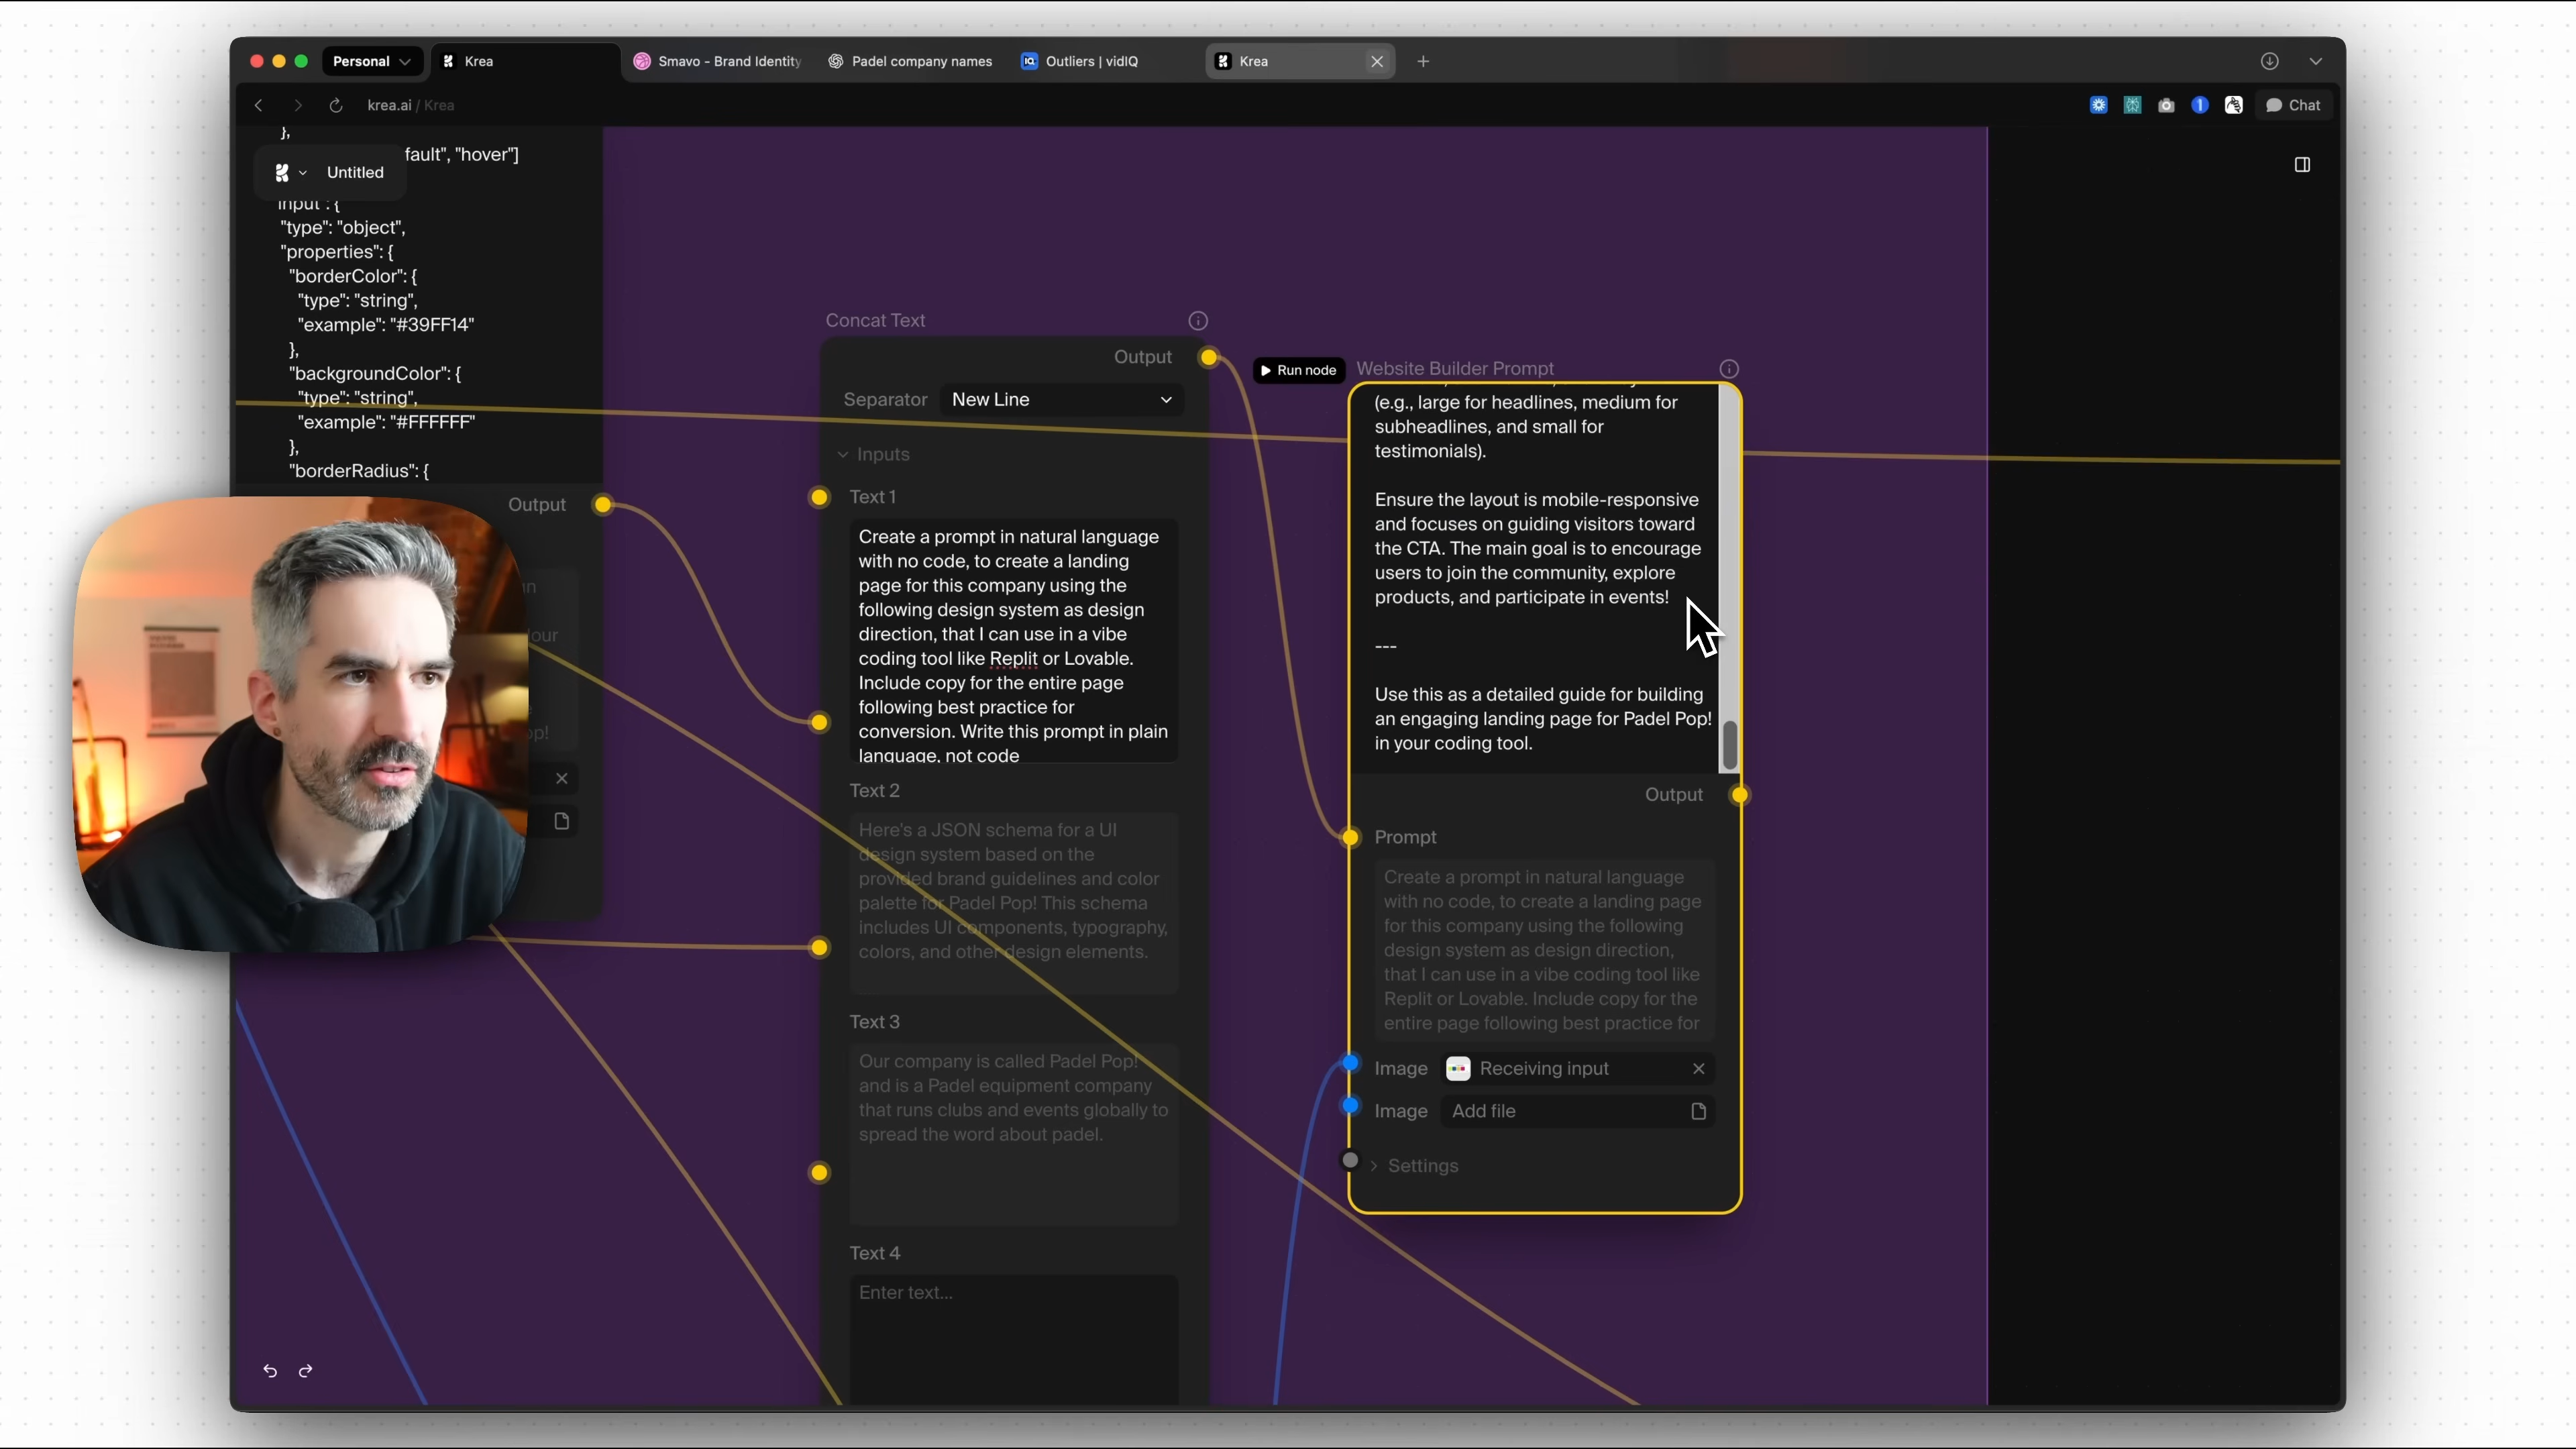 Personal
Krea
Smavo - Brand Identity
Padel company names
Outliers | vidIQ
Krea
krea.ai / Krea
Chat
},
fault", "hover"]
Untitled
"type": "object",
"properties": {
"borderColor": {
"type": "string",
"example": "#39FF14"
},
"backgroundColor": {
"type": "string",
"example": "#FFFFFF"
},
"borderRadius": {
Output
our
op!
Concat Text
Output
Separator
New Line
Inputs
Text 1
Create a prompt in natural language
with no code, to create a landing
page for this company using the
following design system as design
direction, that I can use in a vibe
coding tool like Replit or Lovable.
Include copy for the entire page
following best practice for
conversion. Write this prompt in plain
language, not code
Text 2
Here's a JSON schema for a UI
design system based on the
provided brand guidelines and color
palette for Padel Pop! This schema
includes UI components, typography,
colors, and other design elements.
Text 3
Our company is called Padel Pop!
and is a Padel equipment company
that runs clubs and events globally to
spread the word about padel.
Text 4
Enter text...
Run node
Website Builder Prompt
(e.g., large for headlines, medium for
subheadlines, and small for
testimonials).
Ensure the layout is mobile-responsive
and focuses on guiding visitors toward
the CTA. The main goal is to encourage
users to join the community, explore
products, and participate in events!
---
Use this as a detailed guide for building
an engaging landing page for Padel Pop!
in your coding tool.
Output
Prompt
Create a prompt in natural language
with no code, to create a landing page
for this company using the following
design system as design direction,
that I can use in a vibe coding tool like
Replit or Lovable. Include copy for the
entire page following best practice for
Image
Receiving input
Image
Add file
Settings